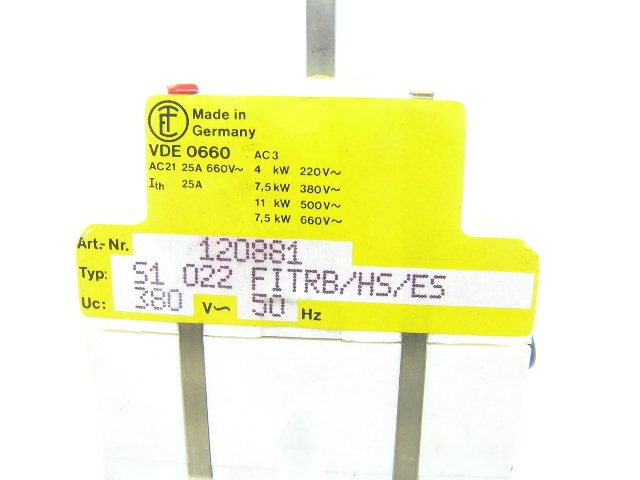 Made in
Germany
VDE 0660 AC3
AC21 25A 660V~ 4 kW 220V~
Ith 25A 7,5 kW 380V~
11 kW 500V~
7,5 kW 660V~
Art.-Nr. 120881
Typ: S1 022 FITRB/HS/ES
Uc: 380 V~ 50 Hz